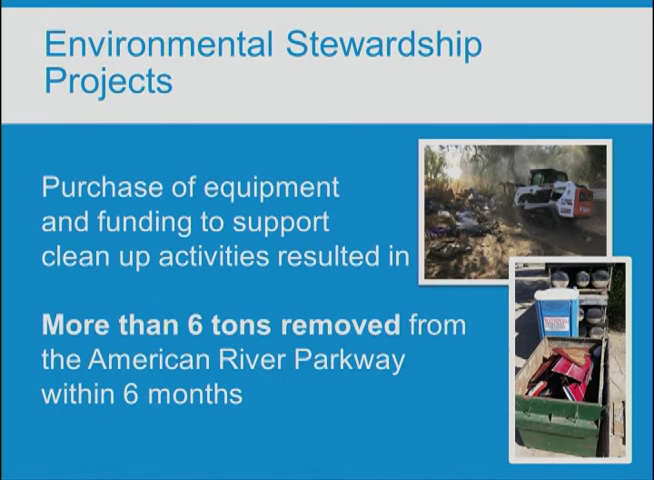 Environmental Stewardship
Projects
Purchase of equipment
and funding to support
clean up activities resulted in
More than 6 tons removed from
the American River Parkway
within 6 months